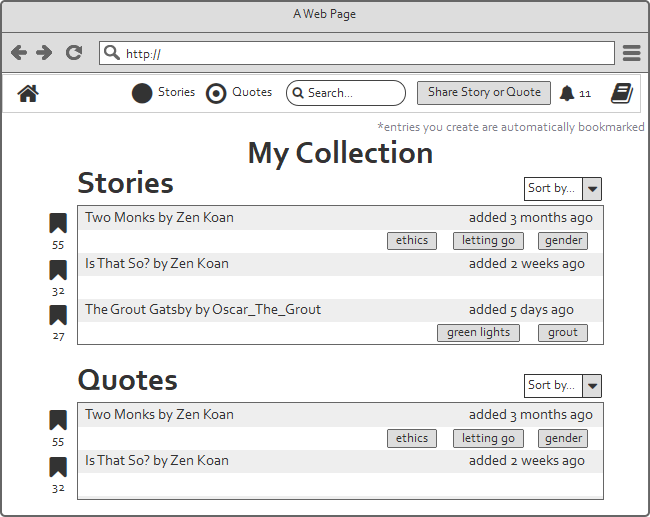 A Web Page
http://
Stories Quotes Search... Share Story or Quote 11
*entries you create are automatically bookmarked
My Collection
Stories
Sort by...
Two Monks by Zen Koan added 3 months ago
55 ethics letting go gender
Is That So? by Zen Koan added 2 weeks ago
32
The Grout Gatsby by Oscar_The_Grout added 5 days ago
27 green lights grout
Quotes
Sort by...
Two Monks by Zen Koan added 3 months ago
55 ethics letting go gender
Is That So? by Zen Koan added 2 weeks ago
32